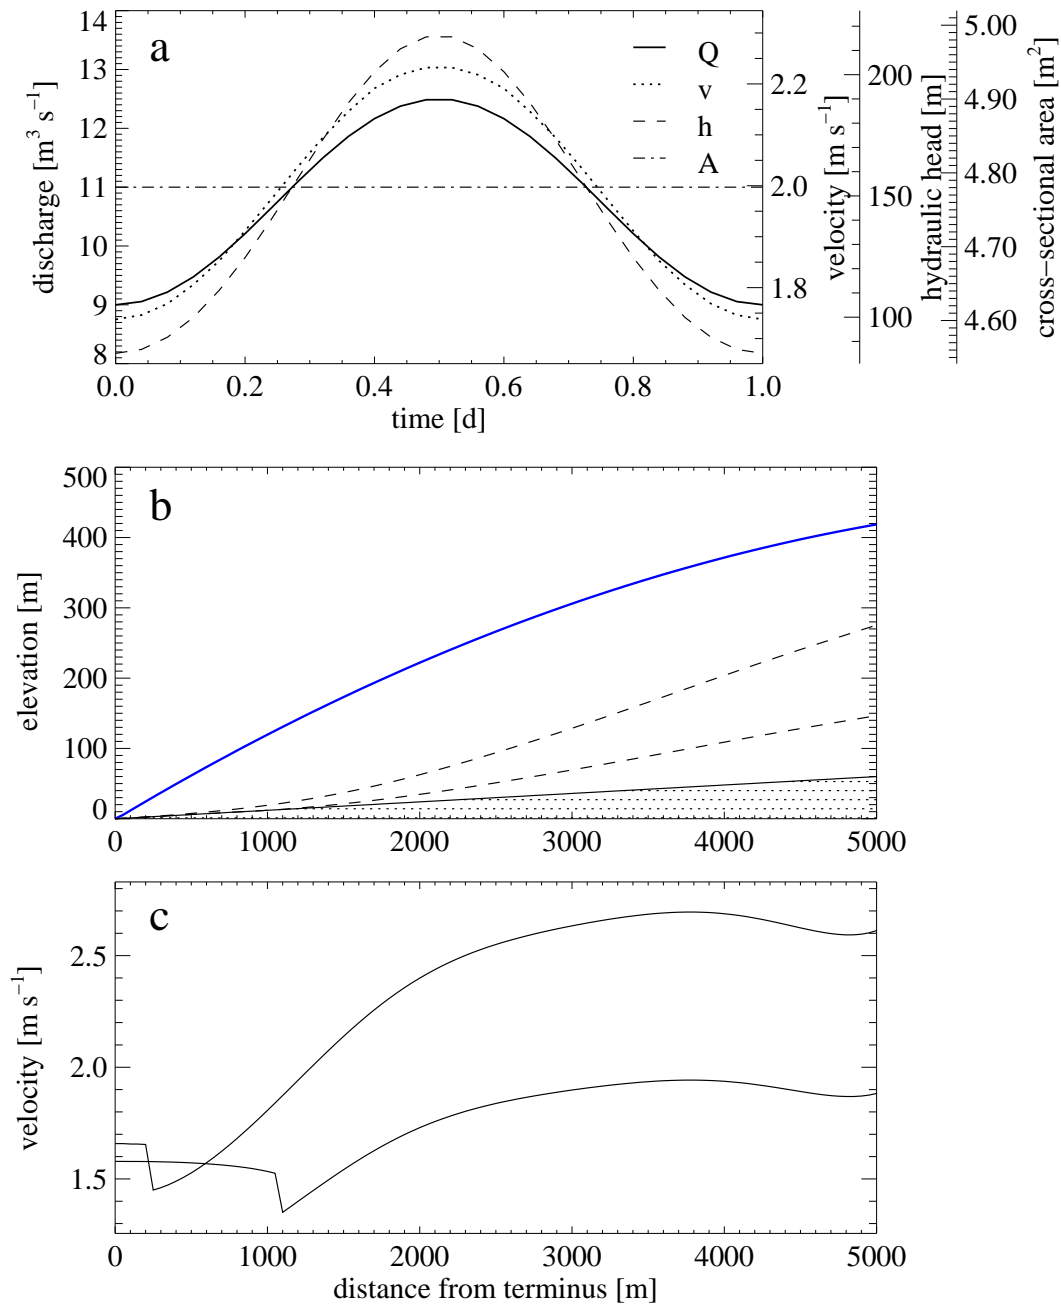 a
14
13
12
11
10
9
8
discharge [m³ s⁻¹]
Q
v
h
A
2.2
2.0
1.8
velocity [m s⁻¹]
200
150
100
hydraulic head [m]
5.00
4.90
4.80
4.70
4.60
cross−sectional area [m²]
0.0 0.2 0.4 0.6 0.8 1.0
time [d]
b
500
400
300
200
100
0
elevation [m]
0 1000 2000 3000 4000 5000
c
2.5
2.0
1.5
velocity [m s⁻¹]
0 1000 2000 3000 4000 5000
distance from terminus [m]